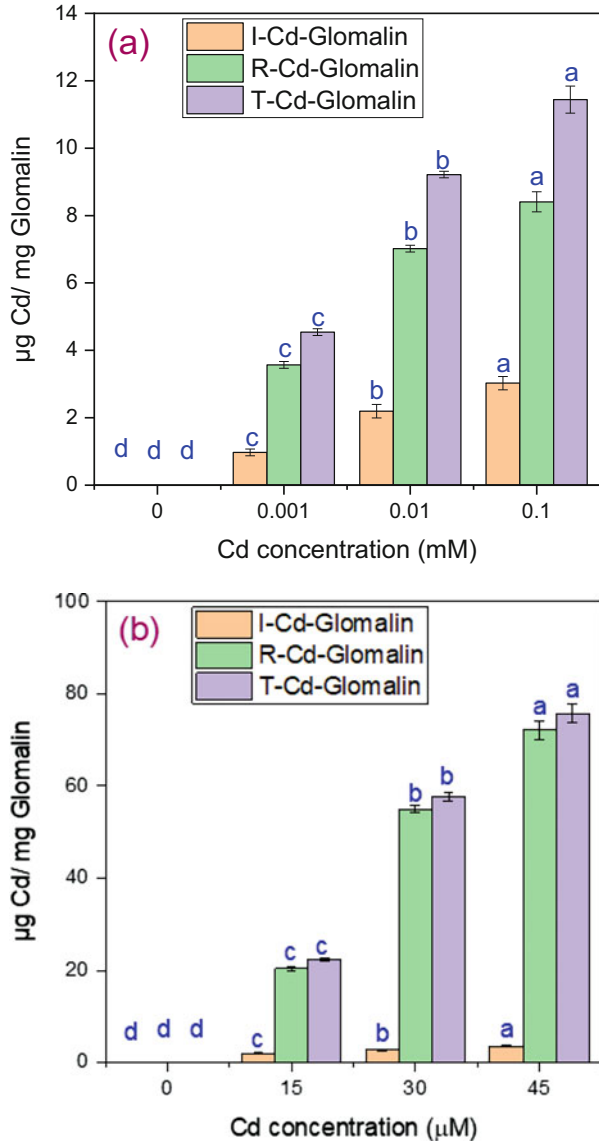 (a)
I-Cd-Glomalin
R-Cd-Glomalin
T-Cd-Glomalin
14
12
10
8
6
4
2
0
µg Cd/ mg Glomalin
d d d
c c c
b b b
a a a
0 0.001 0.01 0.1
Cd concentration (mM)
(b)
I-Cd-Glomalin
R-Cd-Glomalin
T-Cd-Glomalin
100
80
60
40
20
0
µg Cd/ mg Glomalin
d d d
c c c
b b b
a a a
0 15 30 45
Cd concentration (µM)